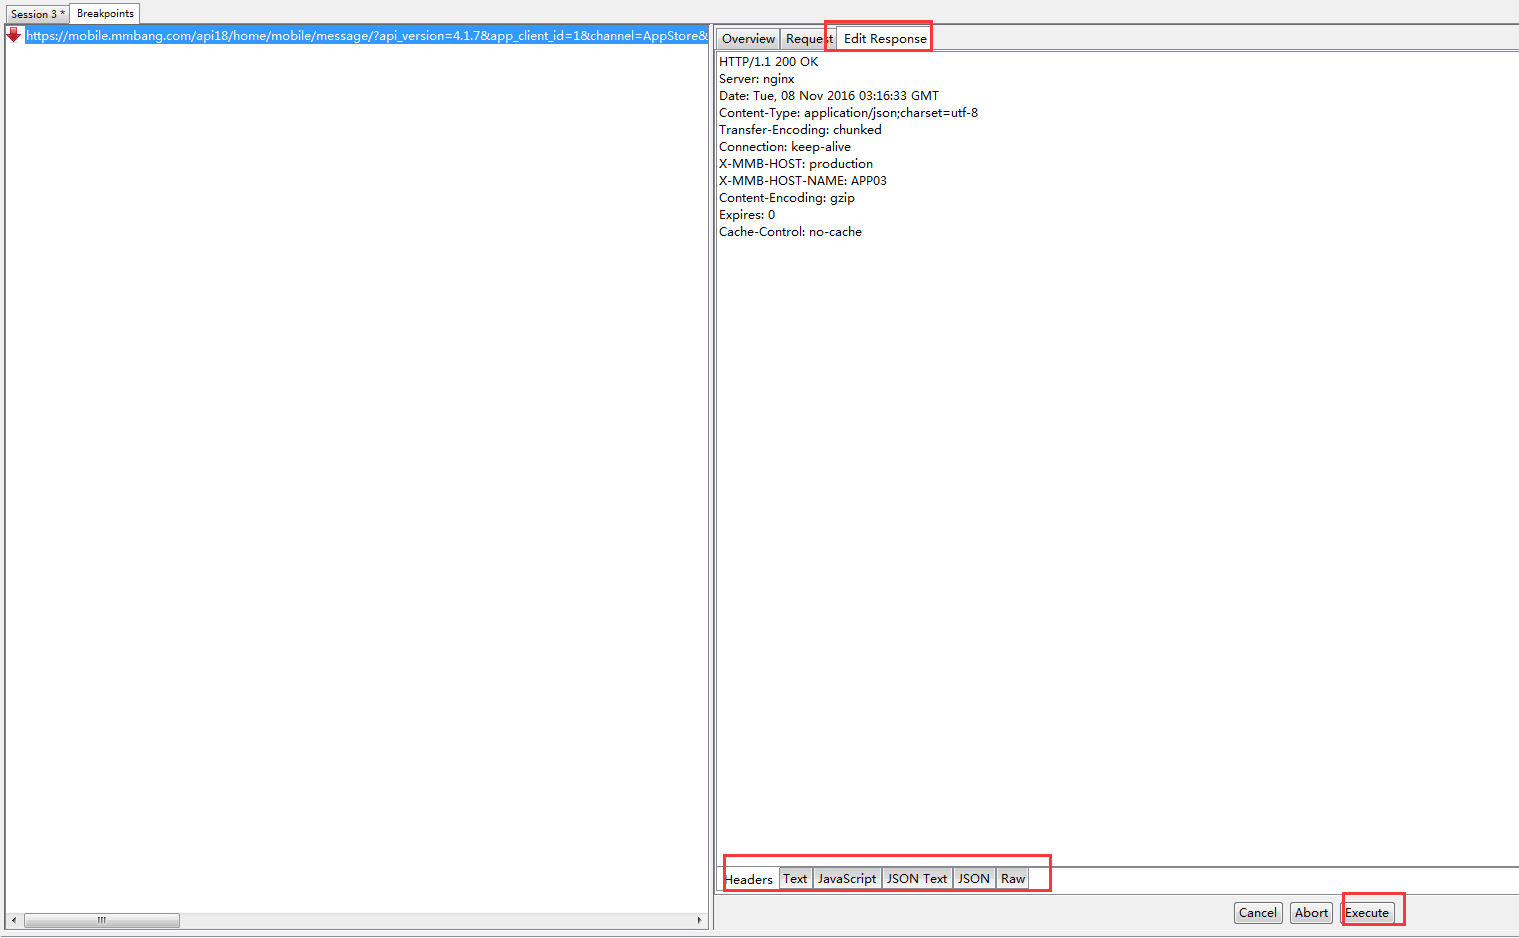 Session 3 *
Breakpoints
https://mobile.mmbang.com/api18/home/mobile/message/?api_version=4.1.7&app_client_id=1&channel=AppStore&
Overview
Request
Edit Response
HTTP/1.1 200 OK
Server: nginx
Date: Tue, 08 Nov 2016 03:16:33 GMT
Content-Type: application/json;charset=utf-8
Transfer-Encoding: chunked
Connection: keep-alive
X-MMB-HOST: production
X-MMB-HOST-NAME: APP03
Content-Encoding: gzip
Expires: 0
Cache-Control: no-cache
Headers
Text
JavaScript
JSON Text
JSON
Raw
Cancel
Abort
Execute